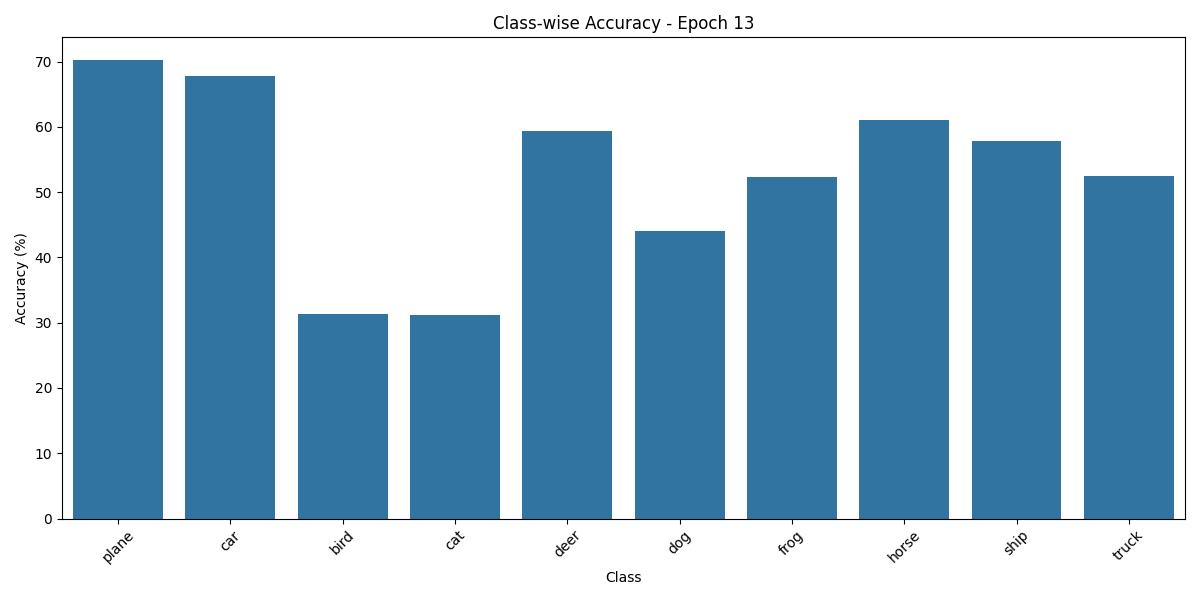 Class-wise Accuracy - Epoch 13
Accuracy (%)
70
60
50
40
30
20
10
0
plane
car
bird
cat
deer
dog
frog
horse
ship
truck
Class